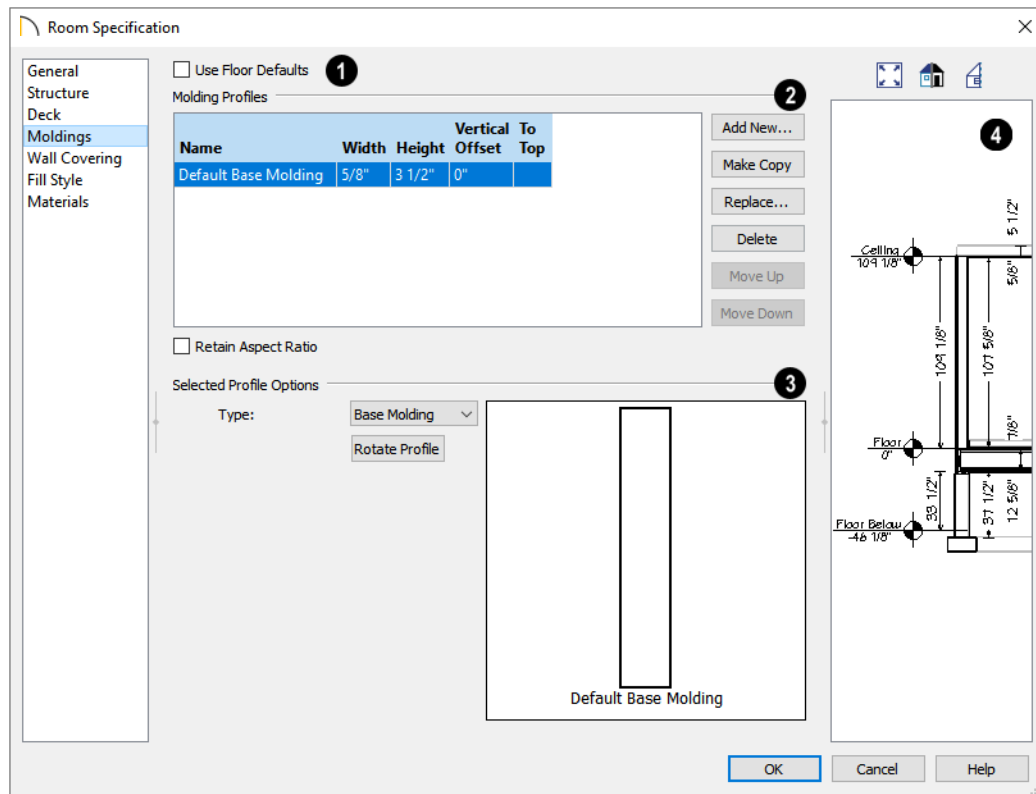 Room Specification
General
Structure
Deck
Moldings
Wall Covering
Fill Style
Materials
Use Floor Defaults 1
Molding Profiles 2
Name Width Height Vertical Offset To Top
Default Base Molding 5/8" 3 1/2" 0"
Add New...
Make Copy
Replace...
Delete
Move Up
Move Down
Retain Aspect Ratio
Selected Profile Options 3
Type: Base Molding
Rotate Profile
Default Base Molding
4
5 1/2"
Ceiling
109 1/8"
5/8"
109 1/8"
107 5/8"
Floor
0"
7/8"
33 1/2"
37 1/2"
12 5/8"
Floor Below
-46 1/8"
OK Cancel Help